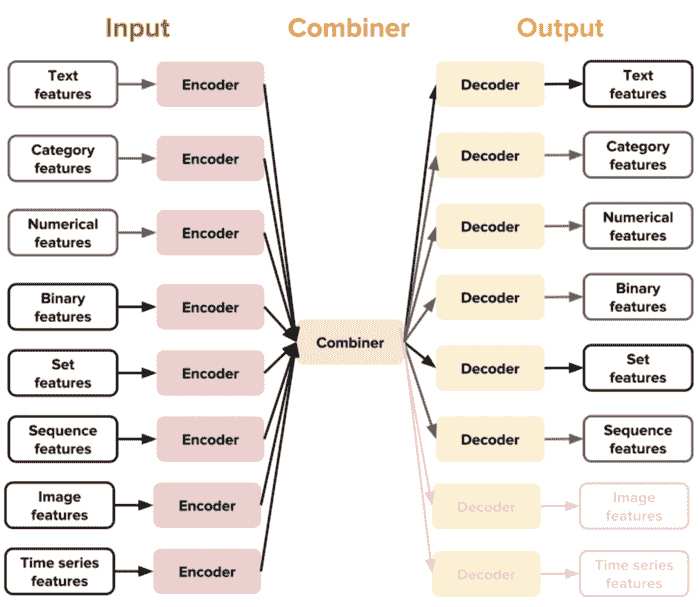 Input
Combiner
Output
Text
features
Encoder
Decoder
Text
features
Category
features
Encoder
Decoder
Category
features
Numerical
features
Encoder
Decoder
Numerical
features
Binary
features
Encoder
Decoder
Binary
features
Combiner
Set
features
Encoder
Decoder
Set
features
Sequence
features
Encoder
Decoder
Sequence
features
Image
features
Encoder
Decoder
Image
features
Time series
features
Encoder
Decoder
Time series
features